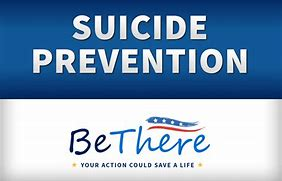 SUICIDE
PREVENTION
BeThere
YOUR ACTION COULD SAVE A LIFE